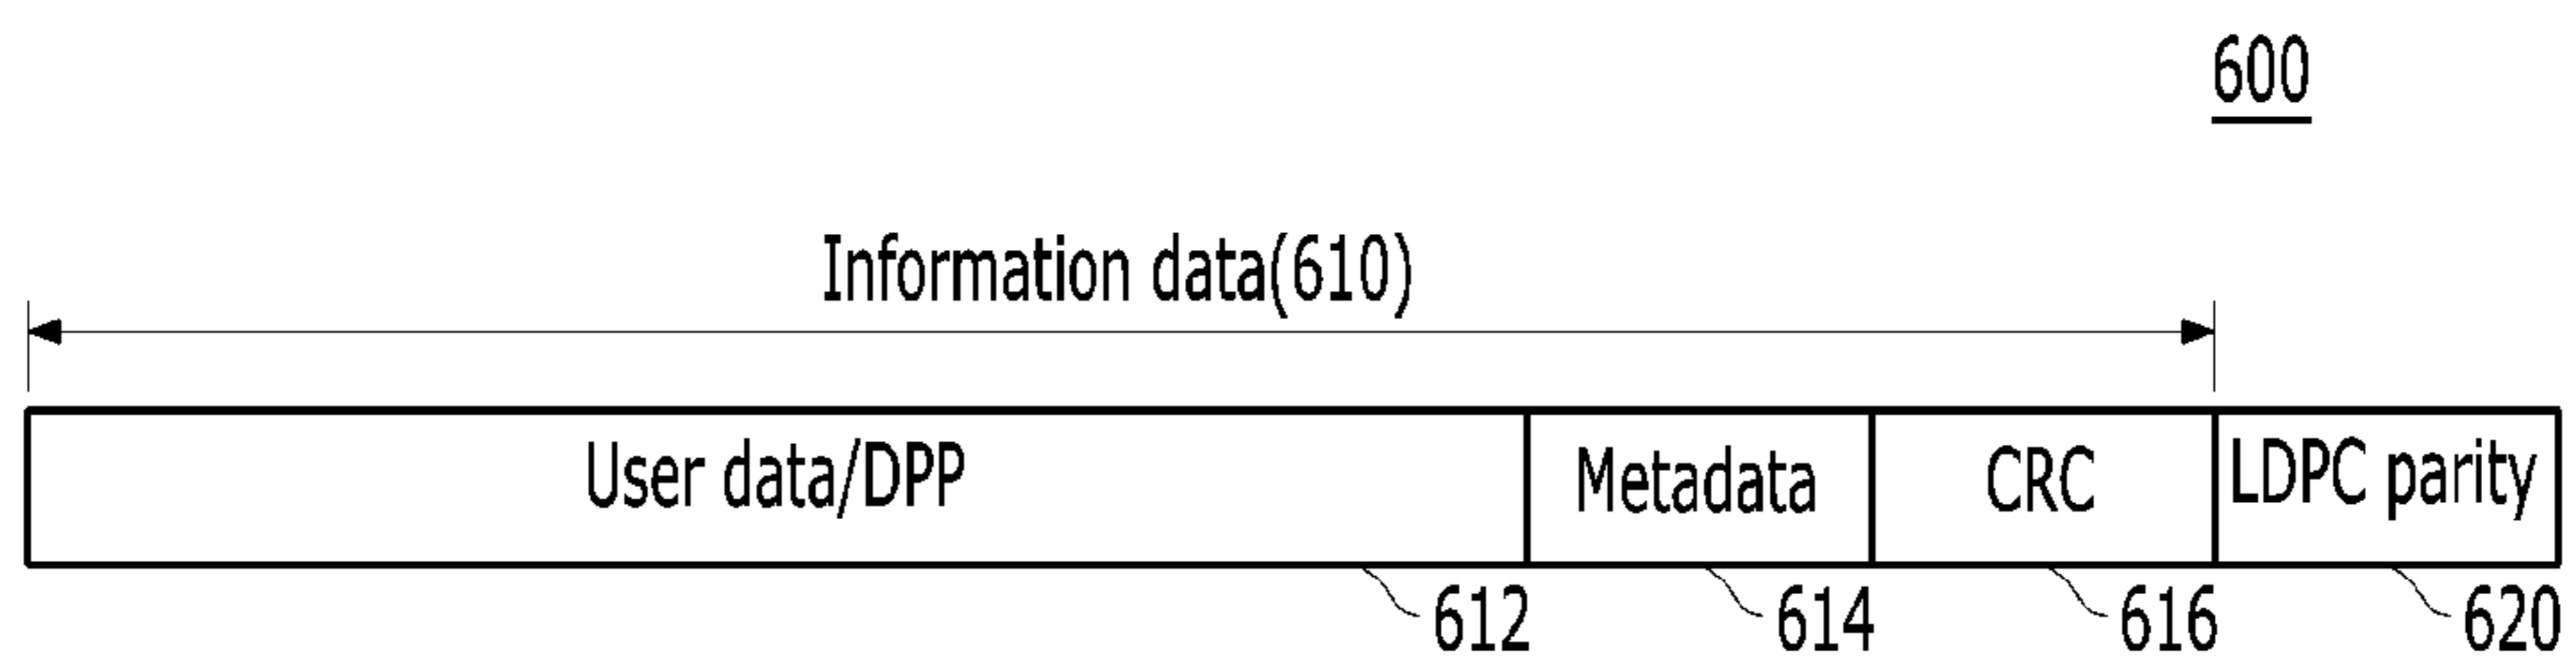 600
Information data(610)
User data/DPP
Metadata
CRC
LDPC parity
612
614
616
620